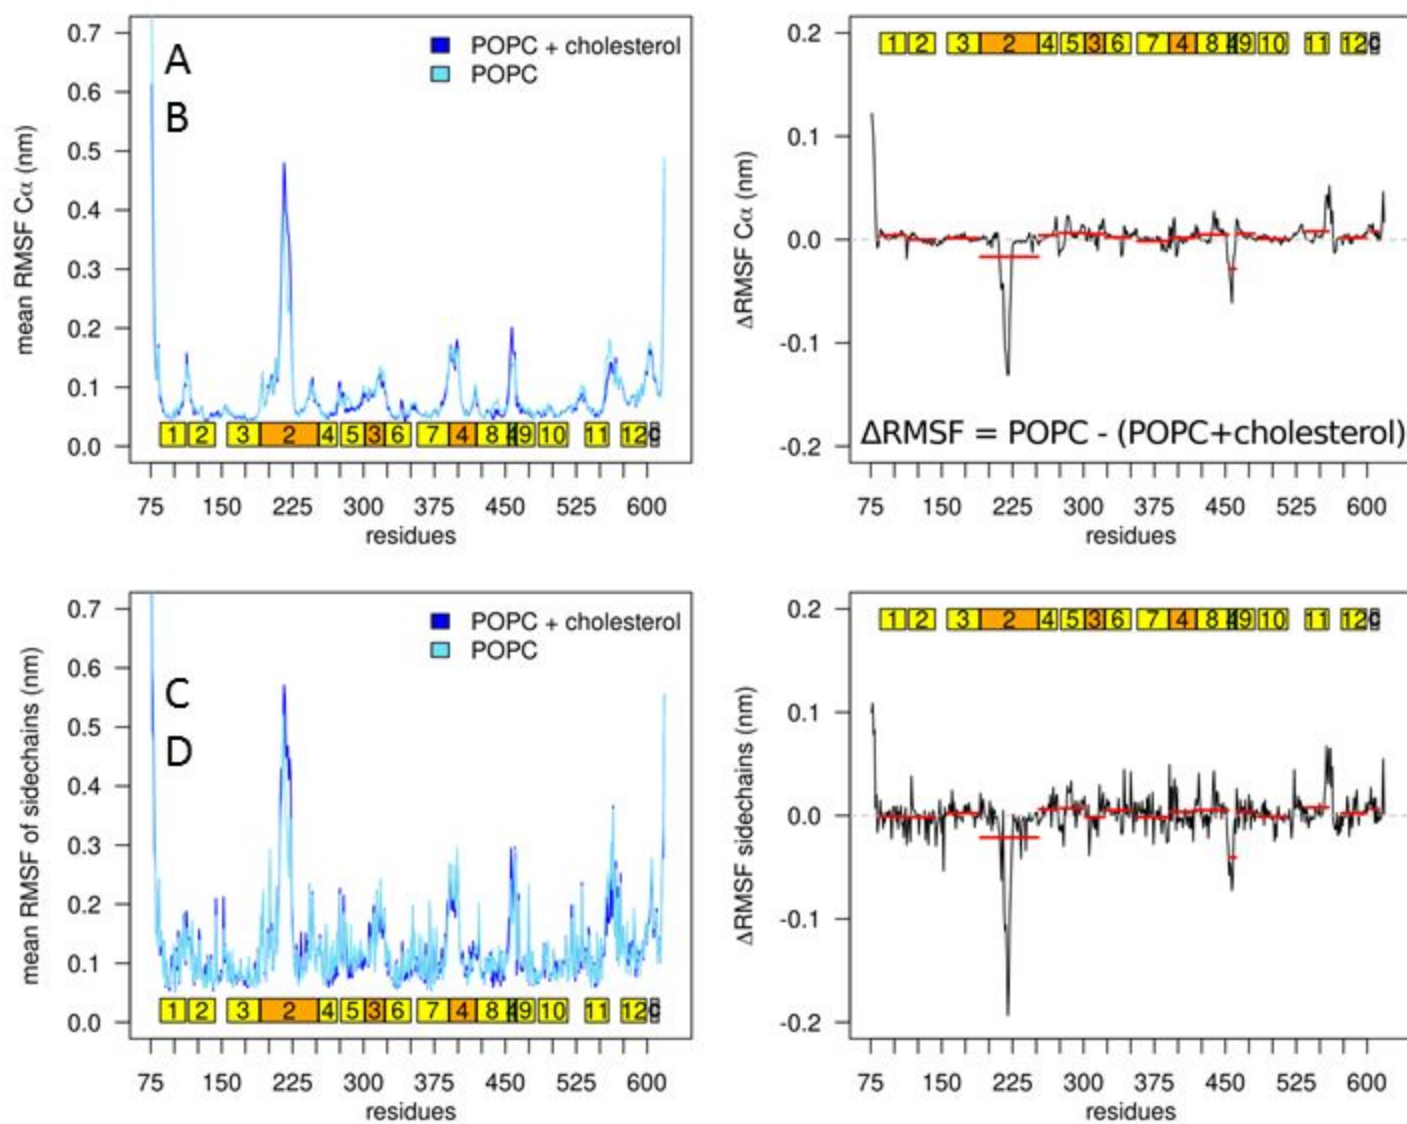 A
B
POPC + cholesterol
POPC
mean RMSF Cα (nm)
0.7
0.6
0.5
0.4
0.3
0.2
0.1
0.0
1 2 3 2 4 5 3 6 7 4 8 4 9 10 11 12 C
75 150 225 300 375 450 525 600
residues
1 2 3 2 4 5 3 6 7 4 8 4 9 10 11 12 C
ΔRMSF Cα (nm)
0.2
0.1
0.0
-0.1
-0.2
ΔRMSF = POPC - (POPC+cholesterol)
75 150 225 300 375 450 525 600
residues
C
D
POPC + cholesterol
POPC
mean RMSF of sidechains (nm)
0.7
0.6
0.5
0.4
0.3
0.2
0.1
0.0
1 2 3 2 4 5 3 6 7 4 8 4 9 10 11 12 C
75 150 225 300 375 450 525 600
residues
1 2 3 2 4 5 3 6 7 4 8 4 9 10 11 12 C
ΔRMSF sidechains (nm)
0.2
0.1
0.0
-0.1
-0.2
75 150 225 300 375 450 525 600
residues